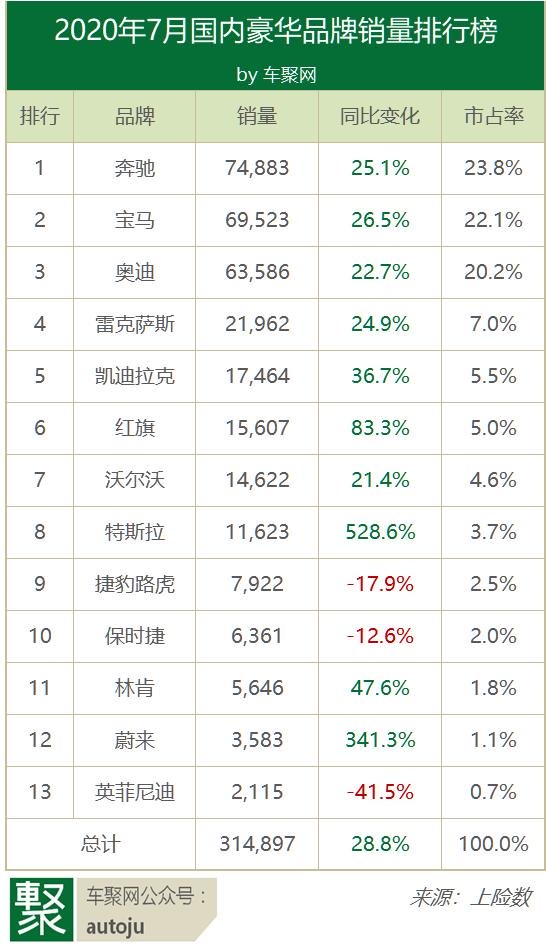 2020年7月国内豪华品牌销量排行榜
by 车聚网
排行 品牌 销量 同比变化 市占率
1 奔驰 74,883 25.1% 23.8%
2 宝马 69,523 26.5% 22.1%
3 奥迪 63,586 22.7% 20.2%
4 雷克萨斯 21,962 24.9% 7.0%
5 凯迪拉克 17,464 36.7% 5.5%
6 红旗 15,607 83.3% 5.0%
7 沃尔沃 14,622 21.4% 4.6%
8 特斯拉 11,623 528.6% 3.7%
9 捷豹路虎 7,922 -17.9% 2.5%
10 保时捷 6,361 -12.6% 2.0%
11 林肯 5,646 47.6% 1.8%
12 蔚来 3,583 341.3% 1.1%
13 英菲尼迪 2,115 -41.5% 0.7%
总计 314,897 28.8% 100.0%
聚 车聚网公众号：
autoju
来源：上险数